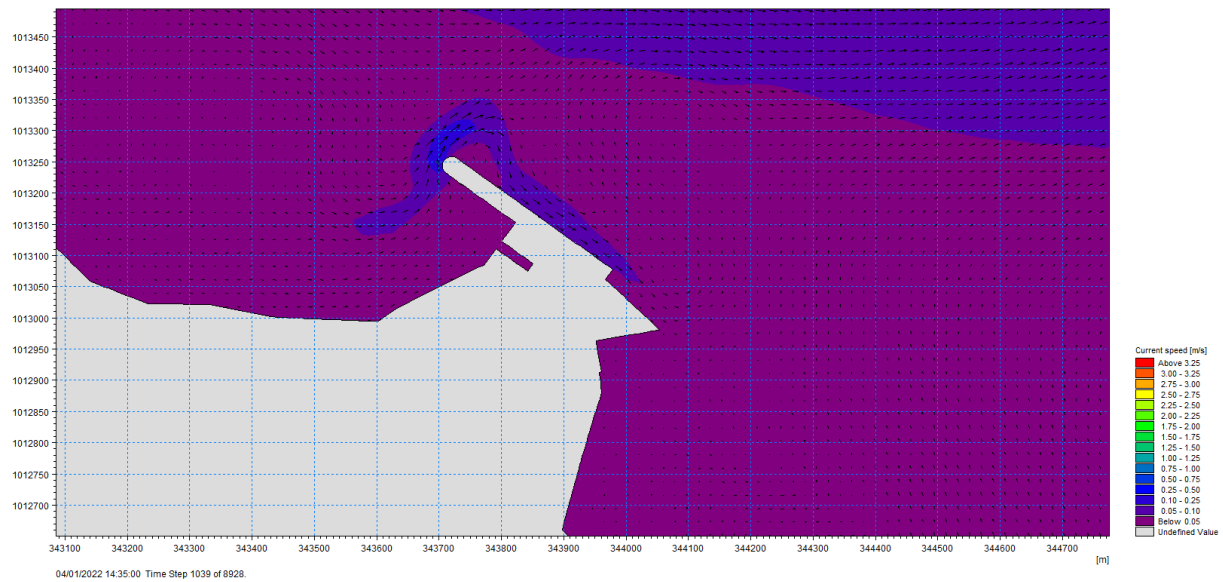 1013450
1013400
1013350
1013300
1013250
1013200
1013150
1013100
1013050
1013000
1012950
1012900
1012850
1012800
1012750
1012700
343100 343200 343300 343400 343500 343600 343700 343800 343900 344000 344100 344200 344300 344400 344500 344600 344700
[m]
04/01/2022 14:35:00 Time Step 1039 of 8928.
Current speed [m/s]
Above 3.25
3.00 - 3.25
2.75 - 3.00
2.50 - 2.75
2.25 - 2.50
2.00 - 2.25
1.75 - 2.00
1.50 - 1.75
1.25 - 1.50
1.00 - 1.25
0.75 - 1.00
0.50 - 0.75
0.25 - 0.50
0.10 - 0.25
0.05 - 0.10
Below 0.05
Undefined Value